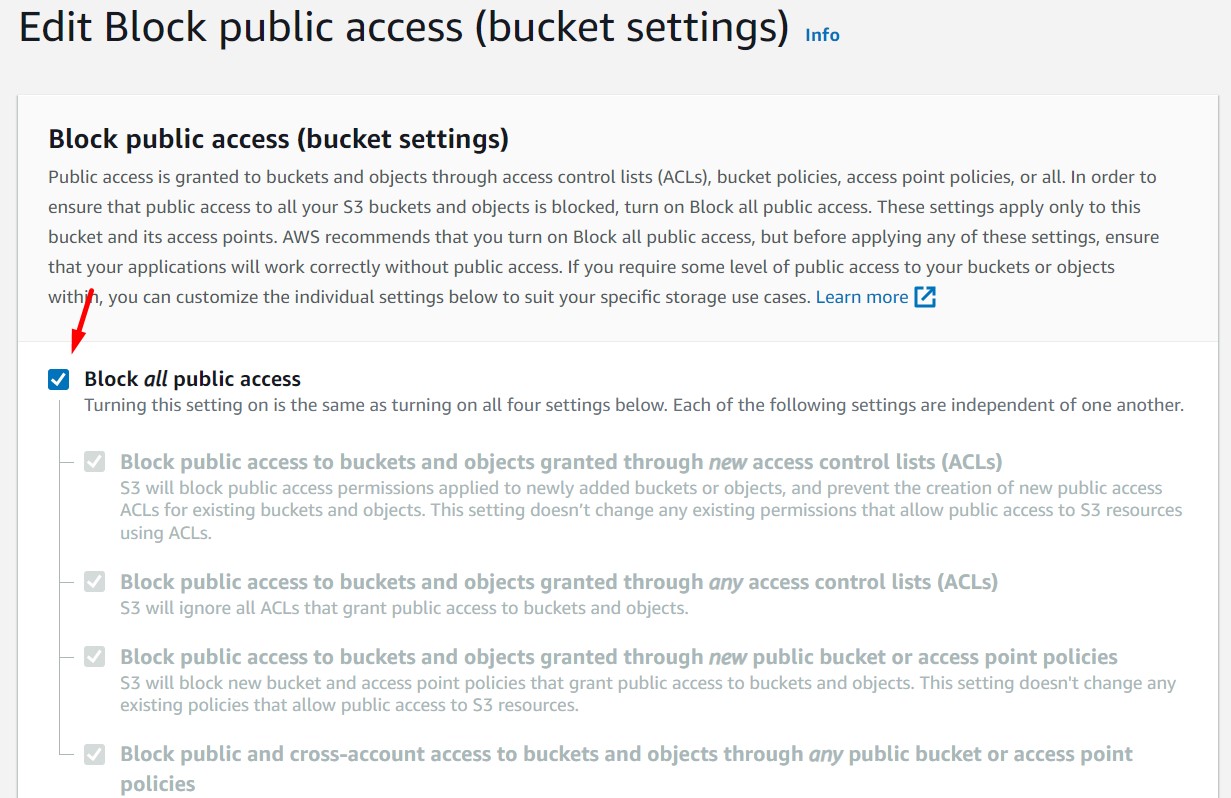 Edit Block public access (bucket settings) Info
Block public access (bucket settings)
Public access is granted to buckets and objects through access control lists (ACLs), bucket policies, access point policies, or all. In order to
ensure that public access to all your S3 buckets and objects is blocked, turn on Block all public access. These settings apply only to this
bucket and its access points. AWS recommends that you turn on Block all public access, but before applying any of these settings, ensure
that your applications will work correctly without public access. If you require some level of public access to your buckets or objects
within, you can customize the individual settings below to suit your specific storage use cases. Learn more
Block all public access
Turning this setting on is the same as turning on all four settings below. Each of the following settings are independent of one another.
Block public access to buckets and objects granted through new access control lists (ACLs)
S3 will block public access permissions applied to newly added buckets or objects, and prevent the creation of new public access
ACLs for existing buckets and objects. This setting doesn’t change any existing permissions that allow public access to S3 resources
using ACLs.
Block public access to buckets and objects granted through any access control lists (ACLs)
S3 will ignore all ACLs that grant public access to buckets and objects.
Block public access to buckets and objects granted through new public bucket or access point policies
S3 will block new bucket and access point policies that grant public access to buckets and objects. This setting doesn't change any
existing policies that allow public access to S3 resources.
Block public and cross-account access to buckets and objects through any public bucket or access point
policies